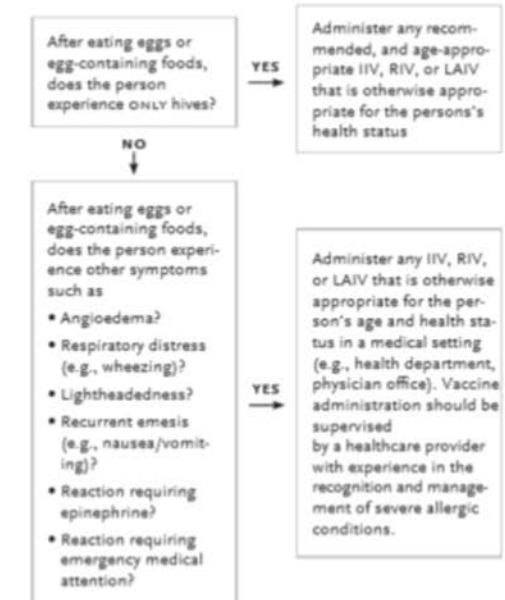 After eating eggs or
egg-containing foods,
does the person
experience ONLY hives?
YES
Administer any recom-
mended, and age-appro-
priate IIV, RIV, or LAIV
that is otherwise appro-
priate for the persons's
health status
NO
After eating eggs or
egg-containing foods,
does the person experi-
ence other symptoms
such as
• Angioedema?
• Respiratory distress
(e.g., wheezing)?
• Lightheadedness?
• Recurrent emesis
(e.g., nausea/vomit-
ing)?
• Reaction requiring
epinephrine?
• Reaction requiring
emergency medical
attention?
YES
Administer any IIV, RIV,
or LAIV that is otherwise
appropriate for the per-
son's age and health sta-
tus in a medical setting
(e.g., health department,
physician office). Vaccine
administration should be
supervised
by a healthcare provider
with experience in the
recognition and manage-
ment of severe allergic
conditions.